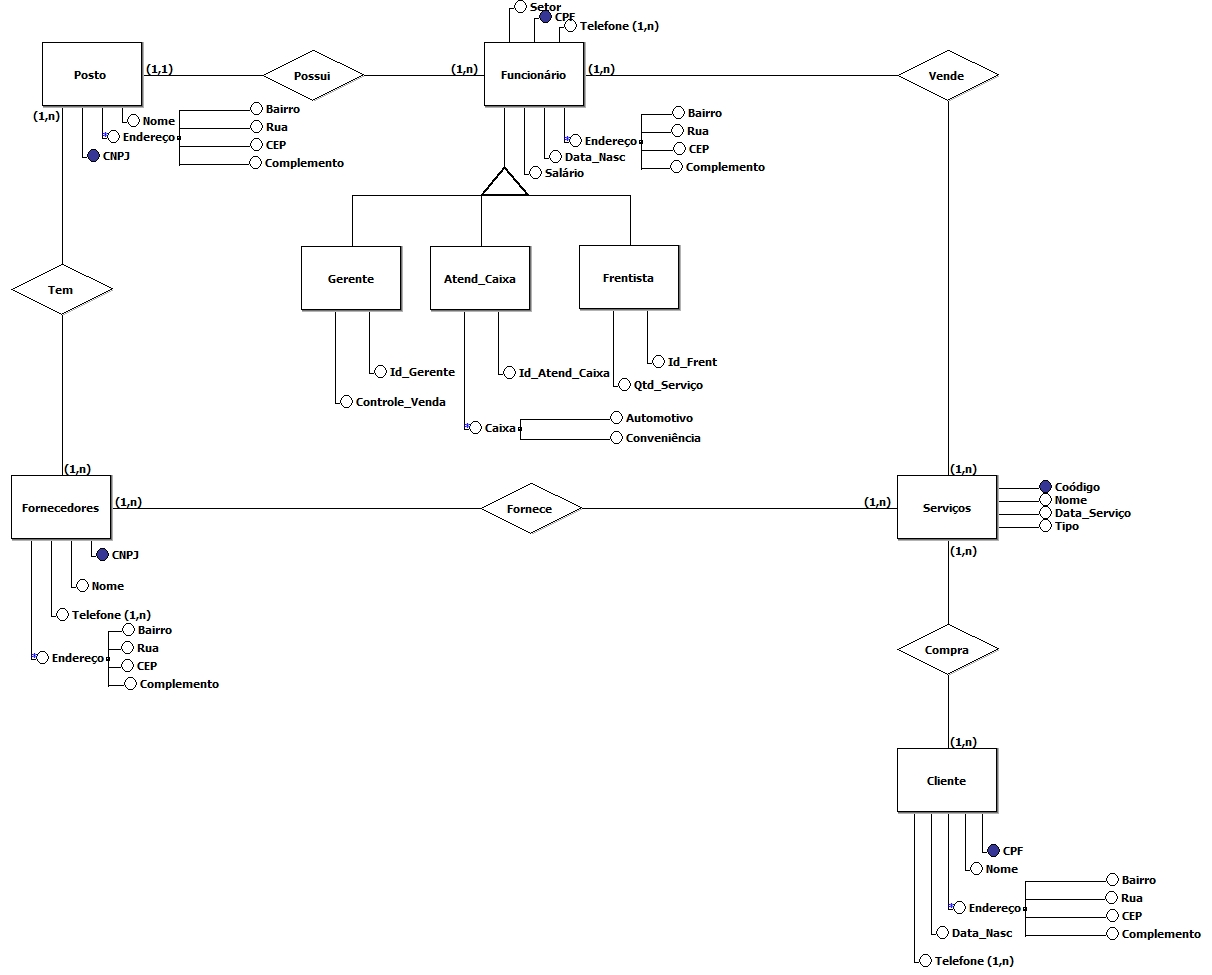 Setor
CPF
Telefone (1,n)
Posto
(1,1)
Possui
(1,n)
Funcionário
(1,n)
Vende
(1,n)
Nome
Endereço
CNPJ
Bairro
Rua
CEP
Complemento
Endereço
Data_Nasc
Salário
Bairro
Rua
CEP
Complemento
Tem
Gerente
Atend_Caixa
Frentista
Id_Gerente
Controle_Venda
Id_Atend_Caixa
Caixa
Automotivo
Conveniência
Id_Frent
Qtd_Serviço
(1,n)
Fornecedores
(1,n)
Fornece
(1,n)
Serviços
(1,n)
Coódigo
Nome
Data_Serviço
Tipo
(1,n)
CNPJ
Nome
Telefone (1,n)
Endereço
Bairro
Rua
CEP
Complemento
Compra
(1,n)
Cliente
CPF
Nome
Endereço
Bairro
Rua
CEP
Complemento
Data_Nasc
Telefone (1,n)